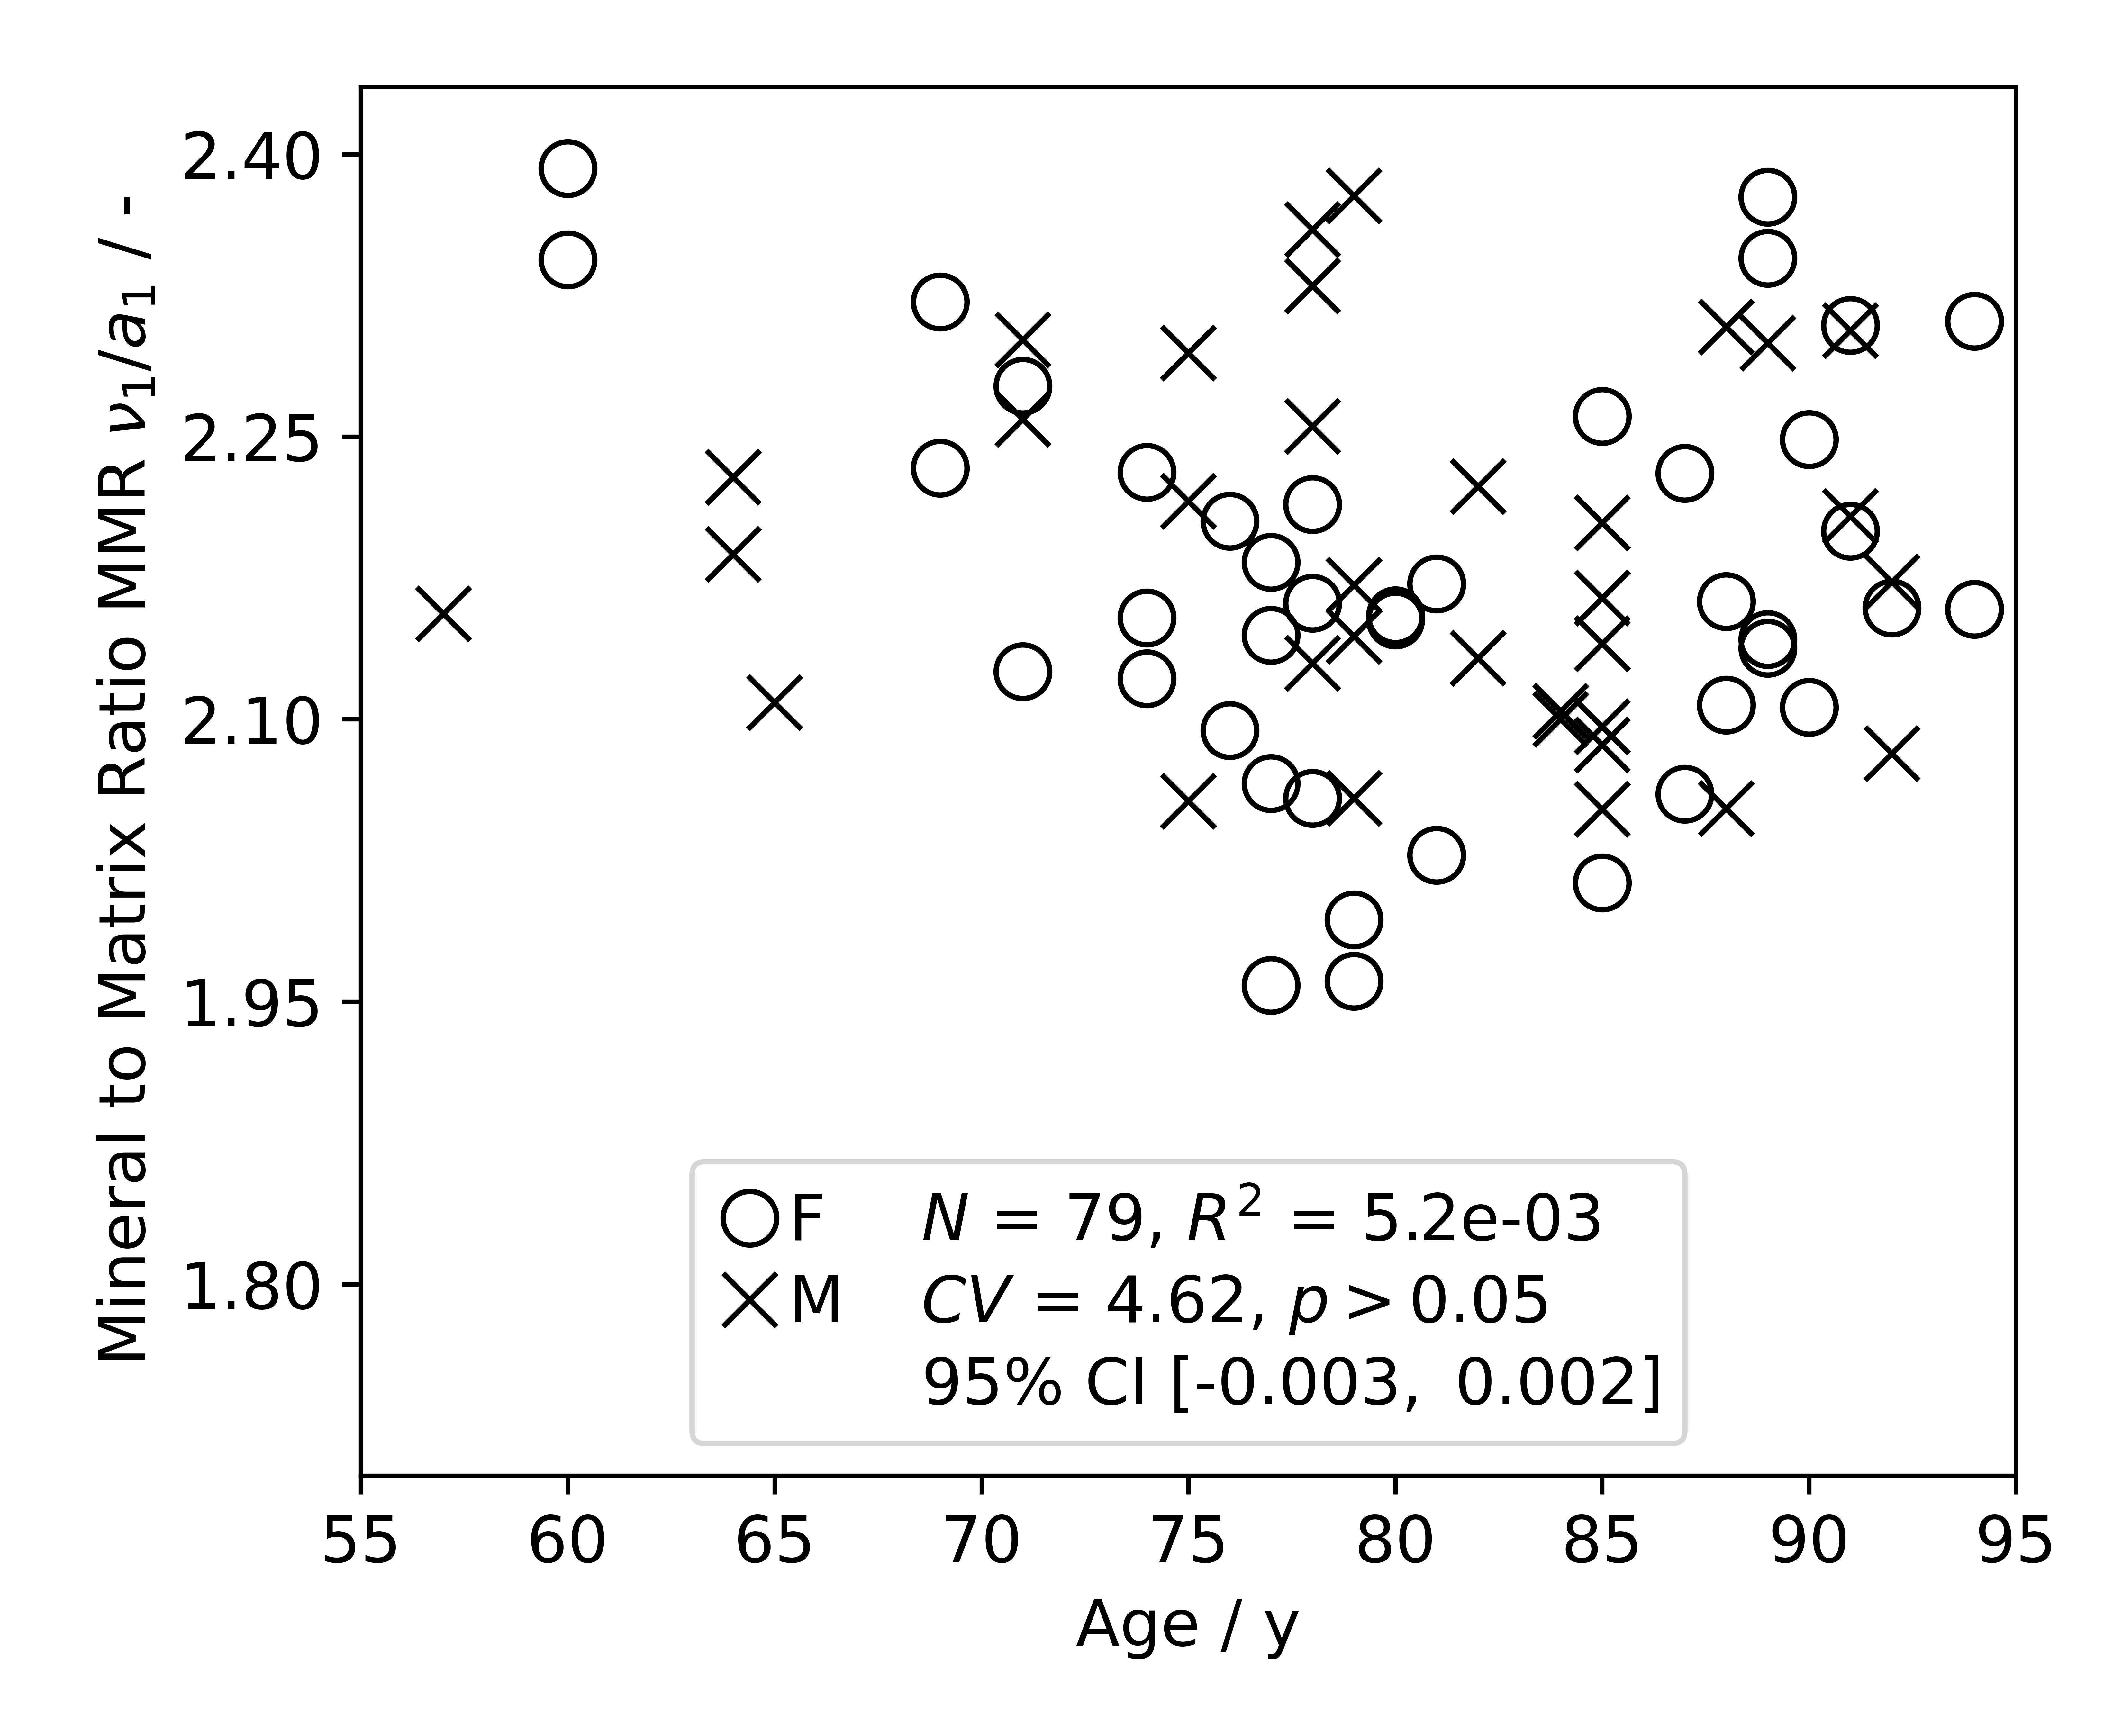 Mineral to Matrix Ratio MMR ν₁/a₁ / -
2.40
2.25
2.10
1.95
1.80
F N = 79, R² = 5.2e-03
M CV = 4.62, p > 0.05
95% CI [-0.003, 0.002]
55 60 65 70 75 80 85 90 95
Age / y